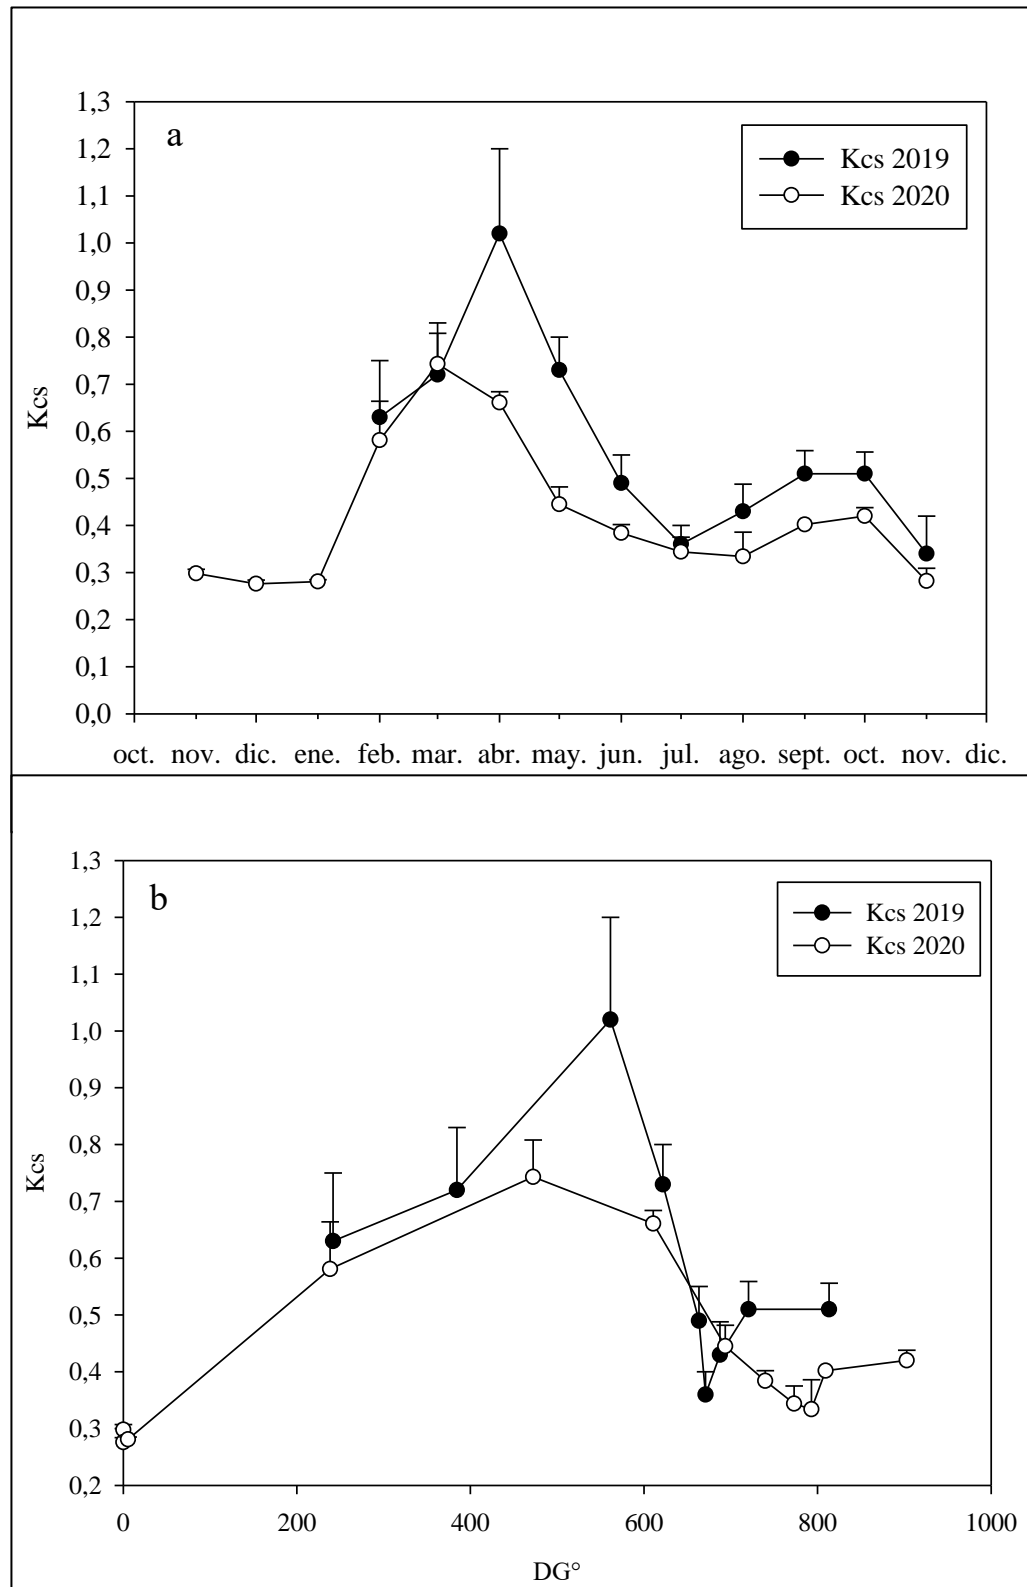 a
1,3
1,2
1,1
1,0
0,9
0,8
0,7
0,6
0,5
0,4
0,3
0,2
0,1
0,0
Kcs
Kcs 2019
Kcs 2020
oct. nov. dic. ene. feb. mar. abr. may. jun. jul. ago. sept. oct. nov. dic.
b
1,3
1,2
1,1
1,0
0,9
0,8
0,7
0,6
0,5
0,4
0,3
0,2
Kcs
Kcs 2019
Kcs 2020
0 200 400 600 800 1000
DG°